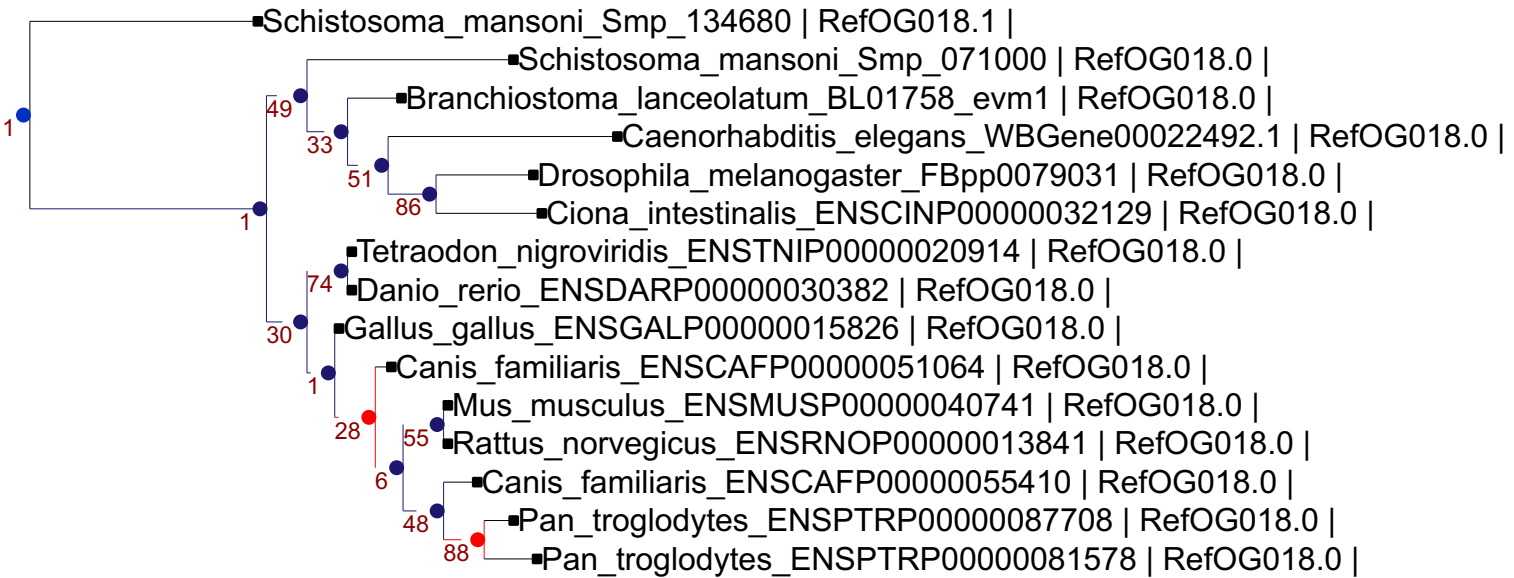 Schistosoma_mansoni_Smp_134680 | RefOG018.1 |
Schistosoma_mansoni_Smp_071000 | RefOG018.0 |
49
Branchiostoma_lanceolatum_BL01758_evm1 | RefOG018.0 |
1
33
Caenorhabditis_elegans_WBGene00022492.1 | RefOG018.0 |
51
Drosophila_melanogaster_FBpp0079031 | RefOG018.0 |
86
Ciona_intestinalis_ENSCINP00000032129 | RefOG018.0 |
1
Tetraodon_nigroviridis_ENSTNIP00000020914 | RefOG018.0 |
74
Danio_rerio_ENSDARP00000030382 | RefOG018.0 |
30
Gallus_gallus_ENSGALP00000015826 | RefOG018.0 |
1
Canis_familiaris_ENSCAFP00000051064 | RefOG018.0 |
Mus_musculus_ENSMUSP00000040741 | RefOG018.0 |
28
55
Rattus_norvegicus_ENSRNOP00000013841 | RefOG018.0 |
6
Canis_familiaris_ENSCAFP00000055410 | RefOG018.0 |
48
Pan_troglodytes_ENSPTRP00000087708 | RefOG018.0 |
88
Pan_troglodytes_ENSPTRP00000081578 | RefOG018.0 |